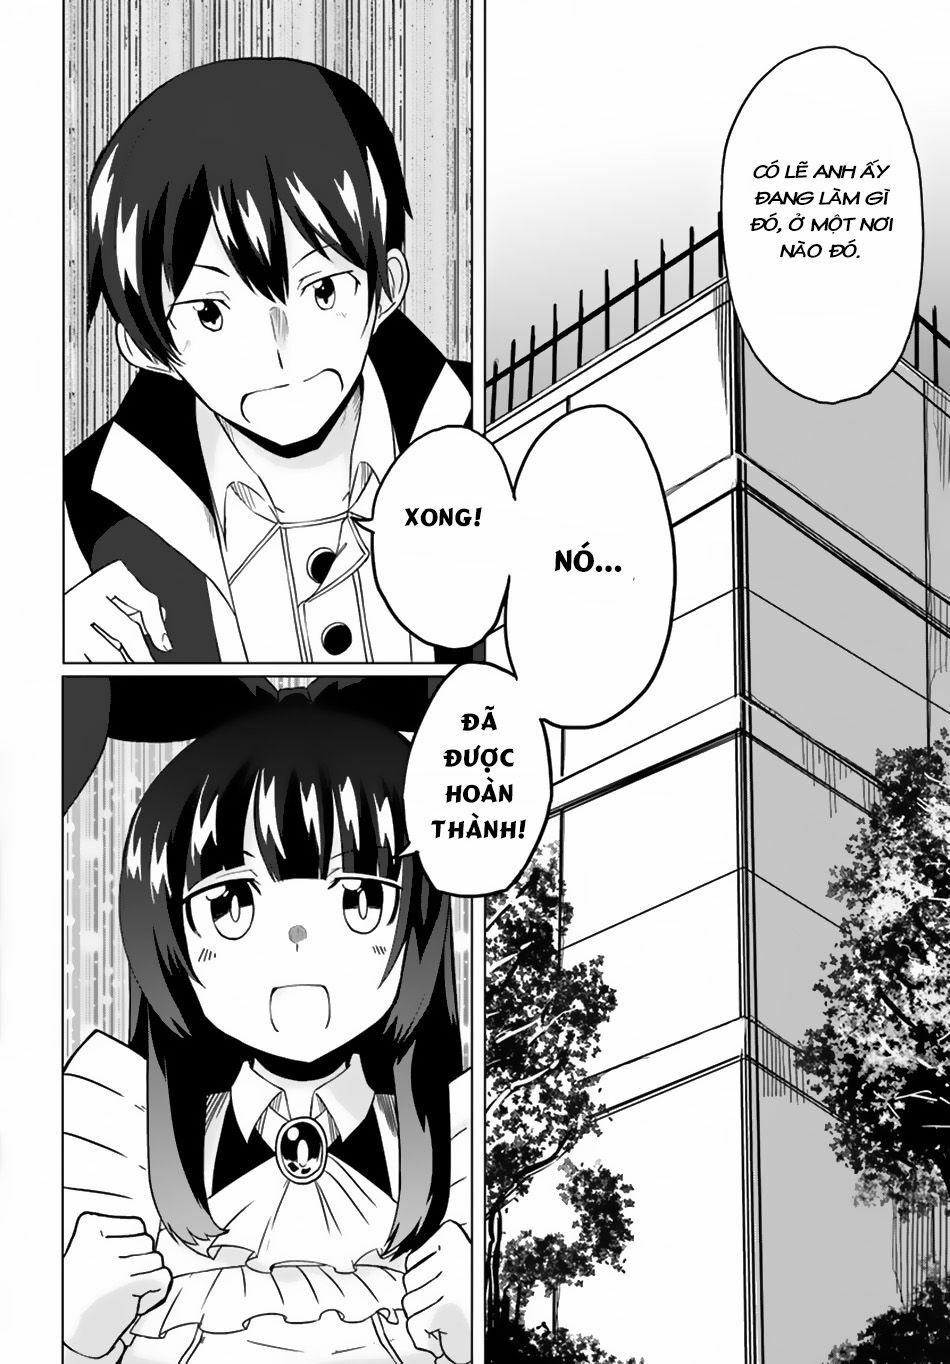 CÓ LẼ ANH ẤY
ĐANG LÀM GÌ
ĐÓ, Ở MỘT NƠI
NÀO ĐÓ.
NÓ...
XONG!
ĐÃ
ĐƯỢC
HOÀN
THÀNH!